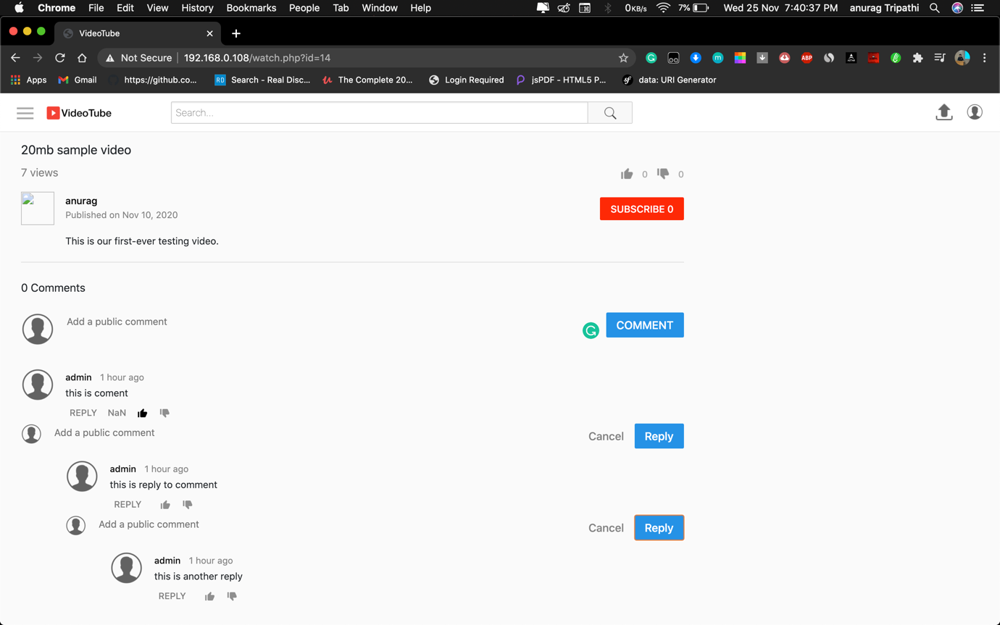 Chrome File Edit View History Bookmarks People Tab Window Help 0KB/s 7% Wed 25 Nov 7:40:37 PM anurag Tripathi
VideoTube
Not Secure 192.168.0.108/watch.php?id=14 ABP
Apps Gmail https://github.co... RD Search - Real Disc... The Complete 20... Login Required jsPDF - HTML5 P... sf data: URI Generator
VideoTube Search...
20mb sample video
7 views 0 0
anurag
Published on Nov 10, 2020
SUBSCRIBE 0
This is our first-ever testing video.
0 Comments
Add a public comment COMMENT
admin 1 hour ago
this is coment
REPLY NaN
Add a public comment Cancel Reply
admin 1 hour ago
this is reply to comment
REPLY
Add a public comment Cancel Reply
admin 1 hour ago
this is another reply
REPLY